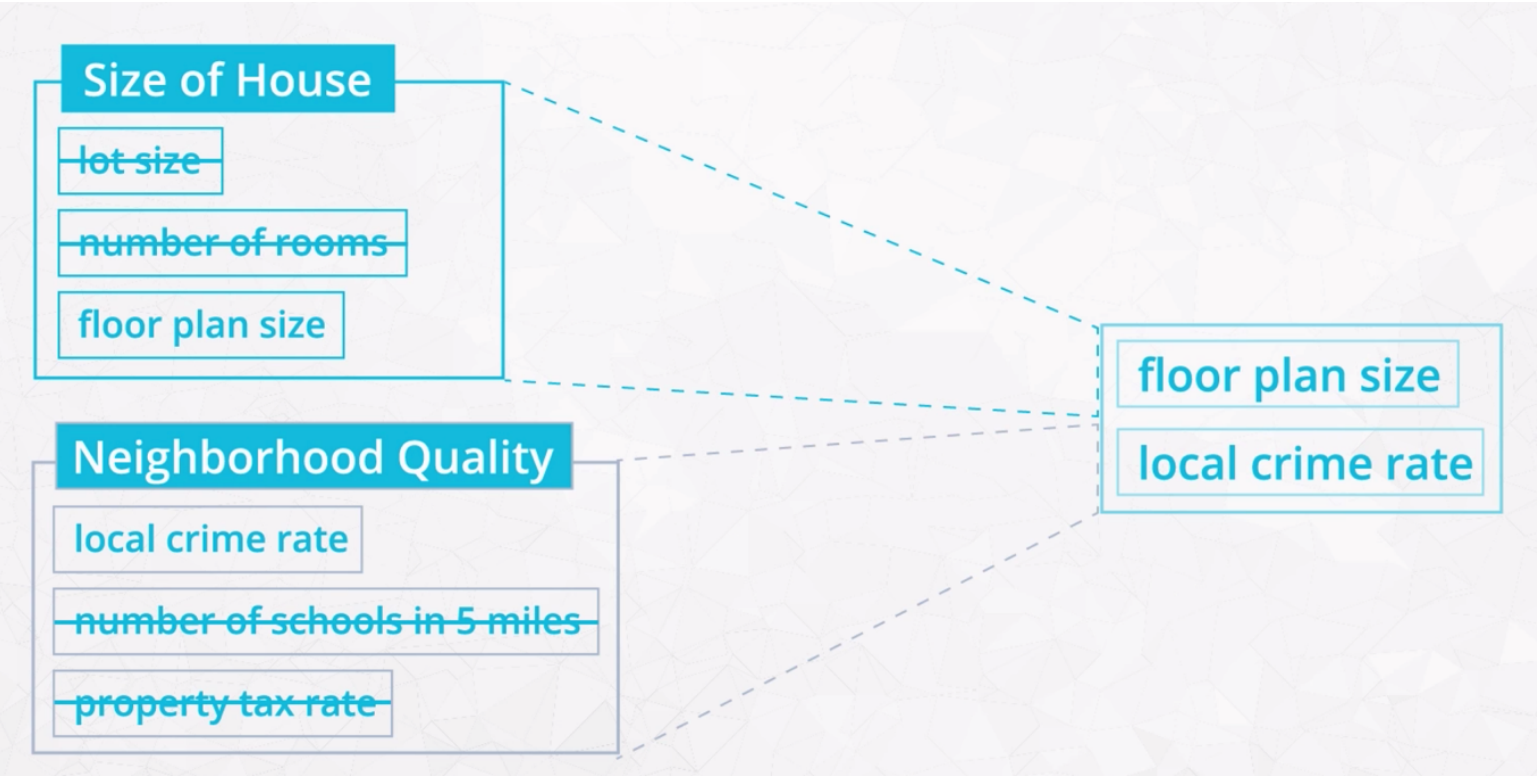 Size of House
lot size
number of rooms
floor plan size
Neighborhood Quality
local crime rate
number of schools in 5 miles
property tax rate
floor plan size
local crime rate